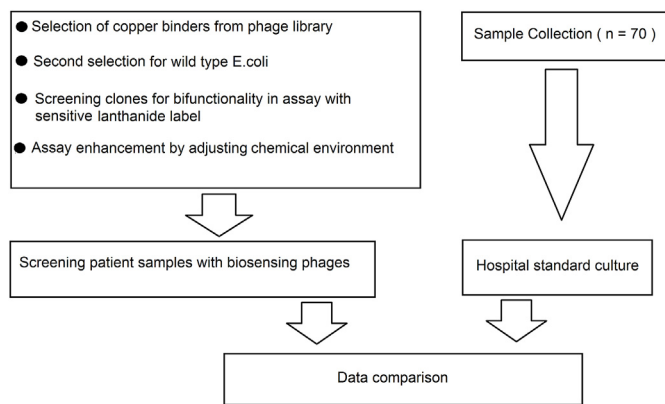 ● Selection of copper binders from phage library
● Second selection for wild type E.coli
● Screening clones for bifunctionality in assay with
sensitive lanthanide label
● Assay enhancement by adjusting chemical environment
Sample Collection ( n = 70 )
Screening patient samples with biosensing phages
Hospital standard culture
Data comparison